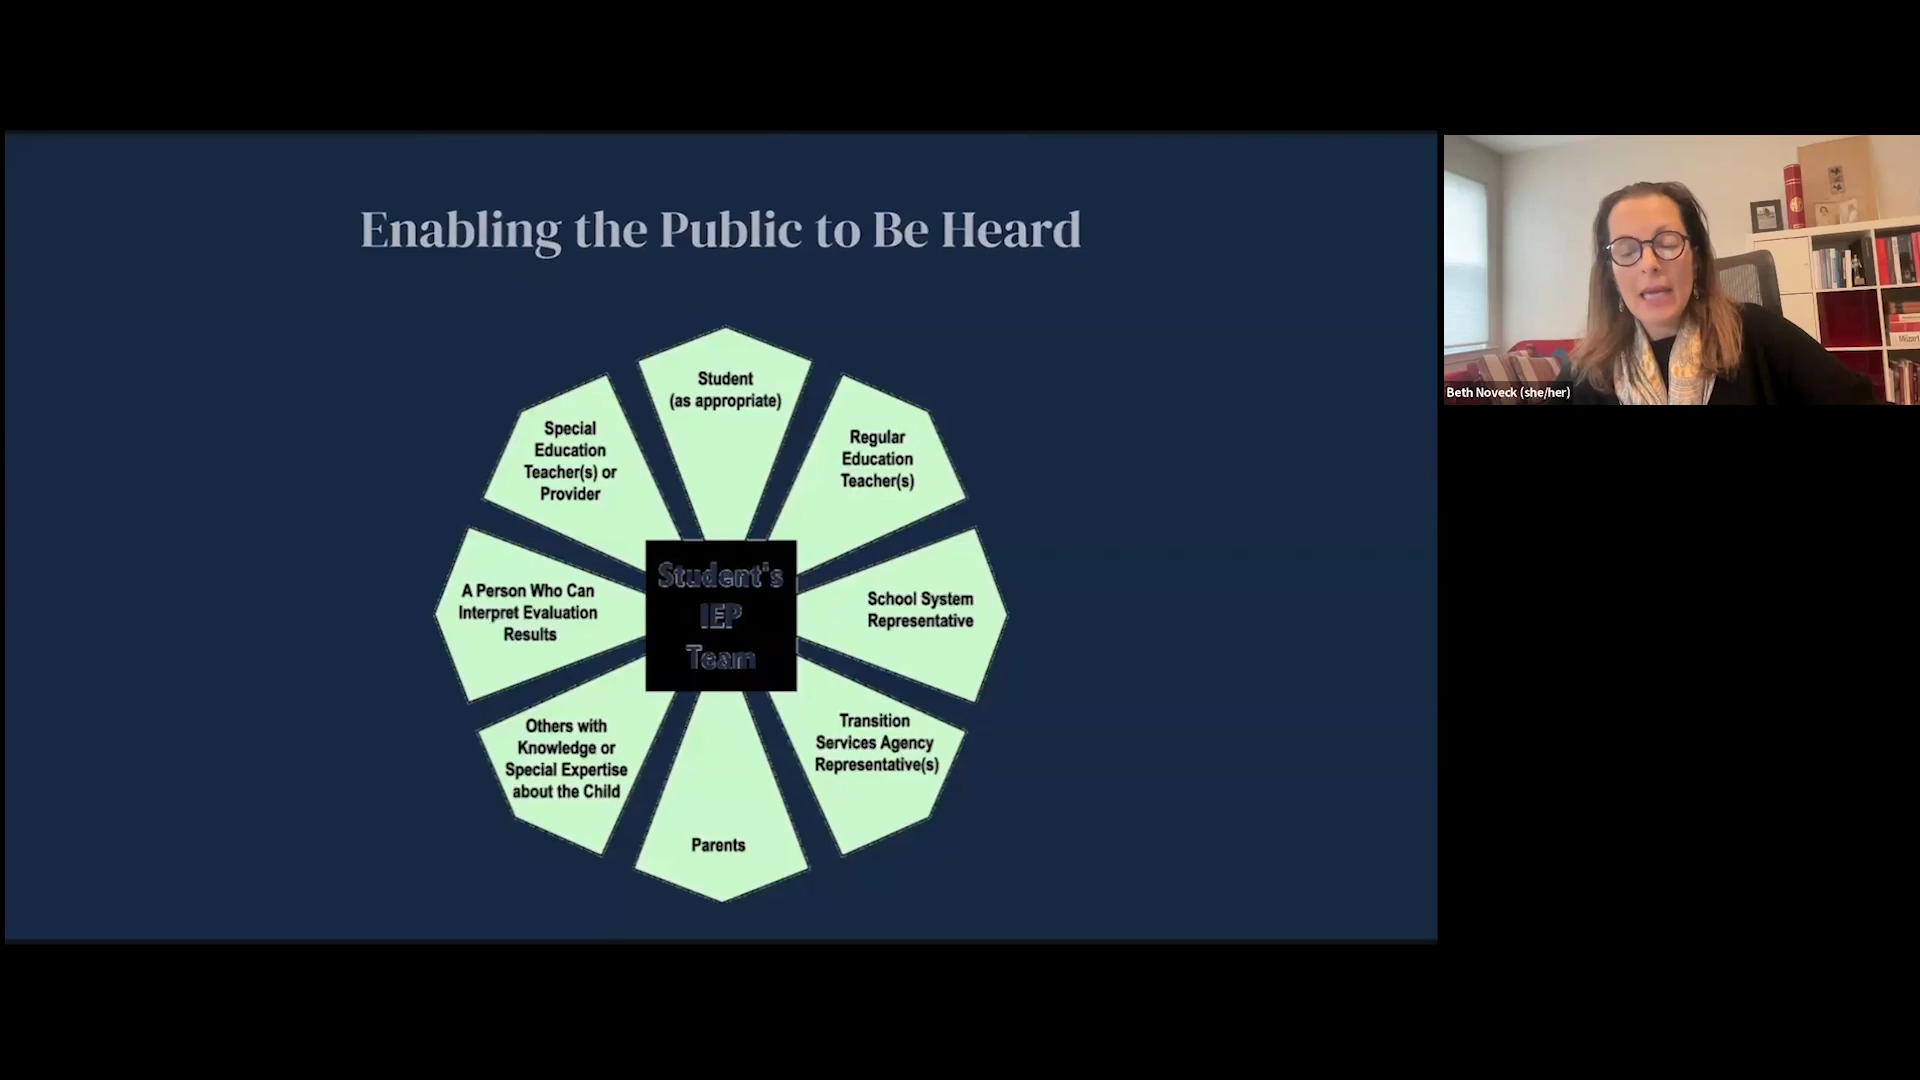 Enabling the Public to Be Heard
Student
(as appropriate)
Special
Education
Teacher(s) or
Provider
Regular
Education
Teacher(s)
A Person Who Can
Interpret Evaluation
Results
Student's
IEP
Team
School System
Representative
Others with
Knowledge or
Special Expertise
about the Child
Transition
Services Agency
Representative(s)
Parents
Beth Noveck (she/her)
Mozart